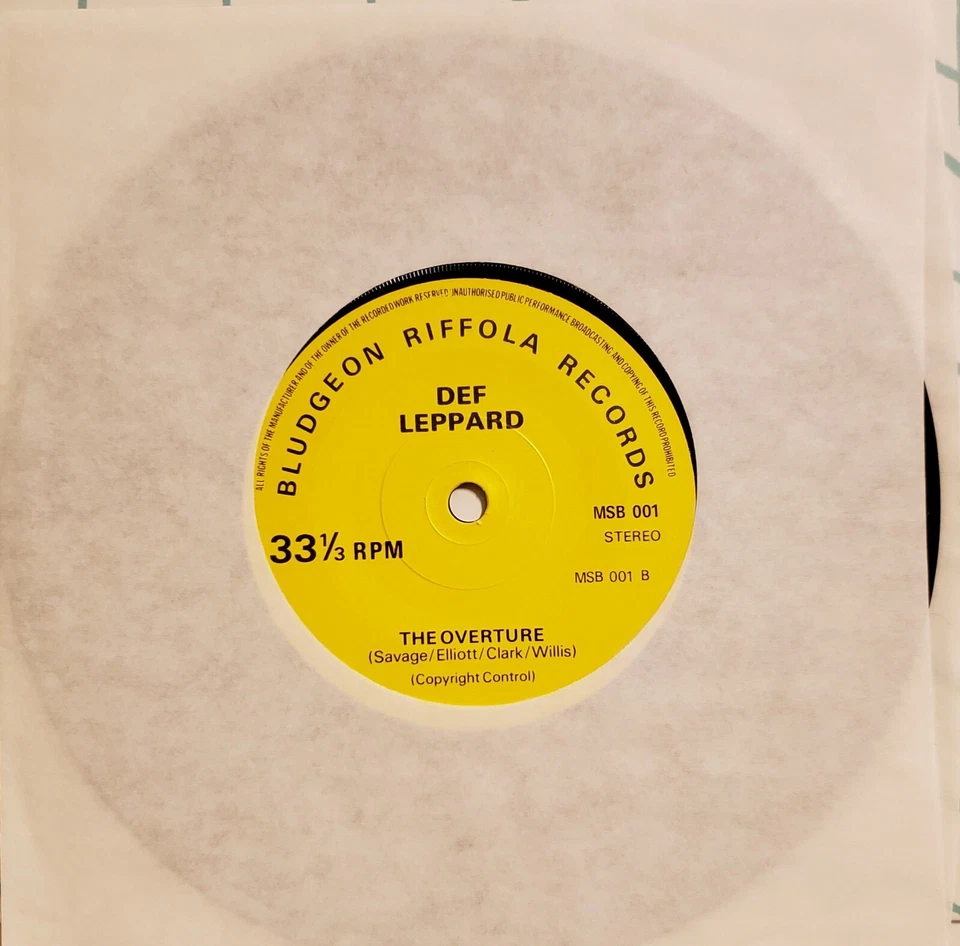 ALL RIGHTS OF THE MANUFACTURER AND OF THE OWNER OF THE RECORDED WORK RESERVED UNAUTHORISED PUBLIC PERFORMANCE BROADCASTING AND COPYING OF THIS RECORD PROHIBITED
BLUDGEON RIFFOLA RECORDS
DEF
LEPPARD
MSB 001
STEREO
33⅓ RPM
MSB 001 B
THE OVERTURE
(Savage/Elliott/Clark/Willis)
(Copyright Control)